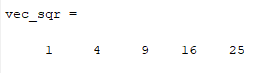 vec_sqr =
1 4 9 16 25